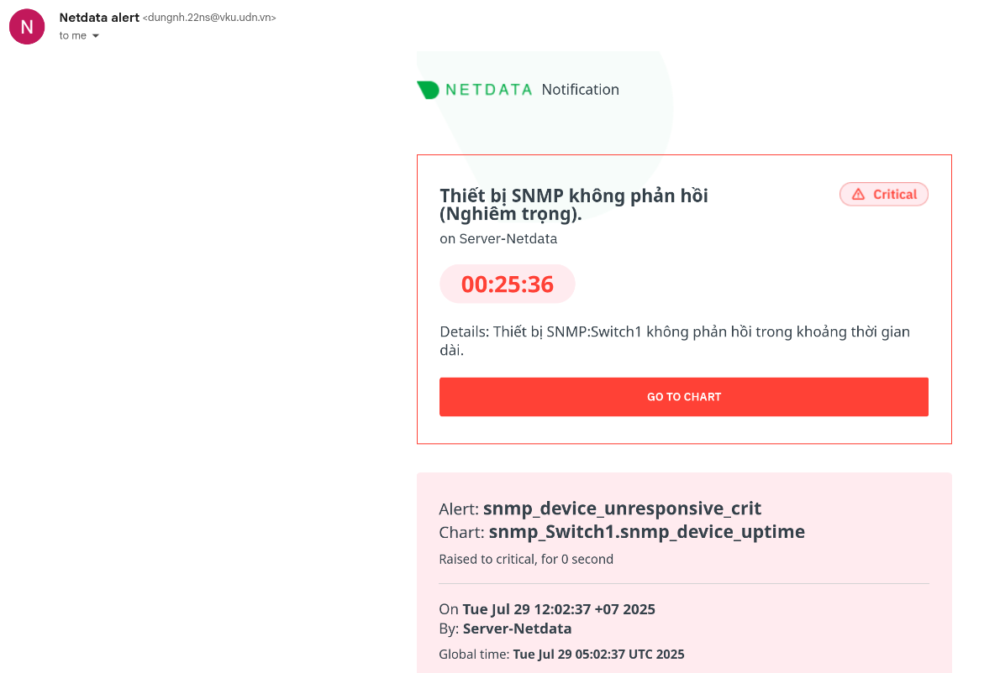 N
Netdata alert <dungnh.22ns@vku.udn.vn>
to me
NETDATA Notification
Thiết bị SNMP không phản hồi
(Nghiêm trọng).
Critical
on Server-Netdata
00:25:36
Details: Thiết bị SNMP:Switch1 không phản hồi trong khoảng thời gian
dài.
GO TO CHART
Alert: snmp_device_unresponsive_crit
Chart: snmp_Switch1.snmp_device_uptime
Raised to critical, for 0 second
On Tue Jul 29 12:02:37 +07 2025
By: Server-Netdata
Global time: Tue Jul 29 05:02:37 UTC 2025